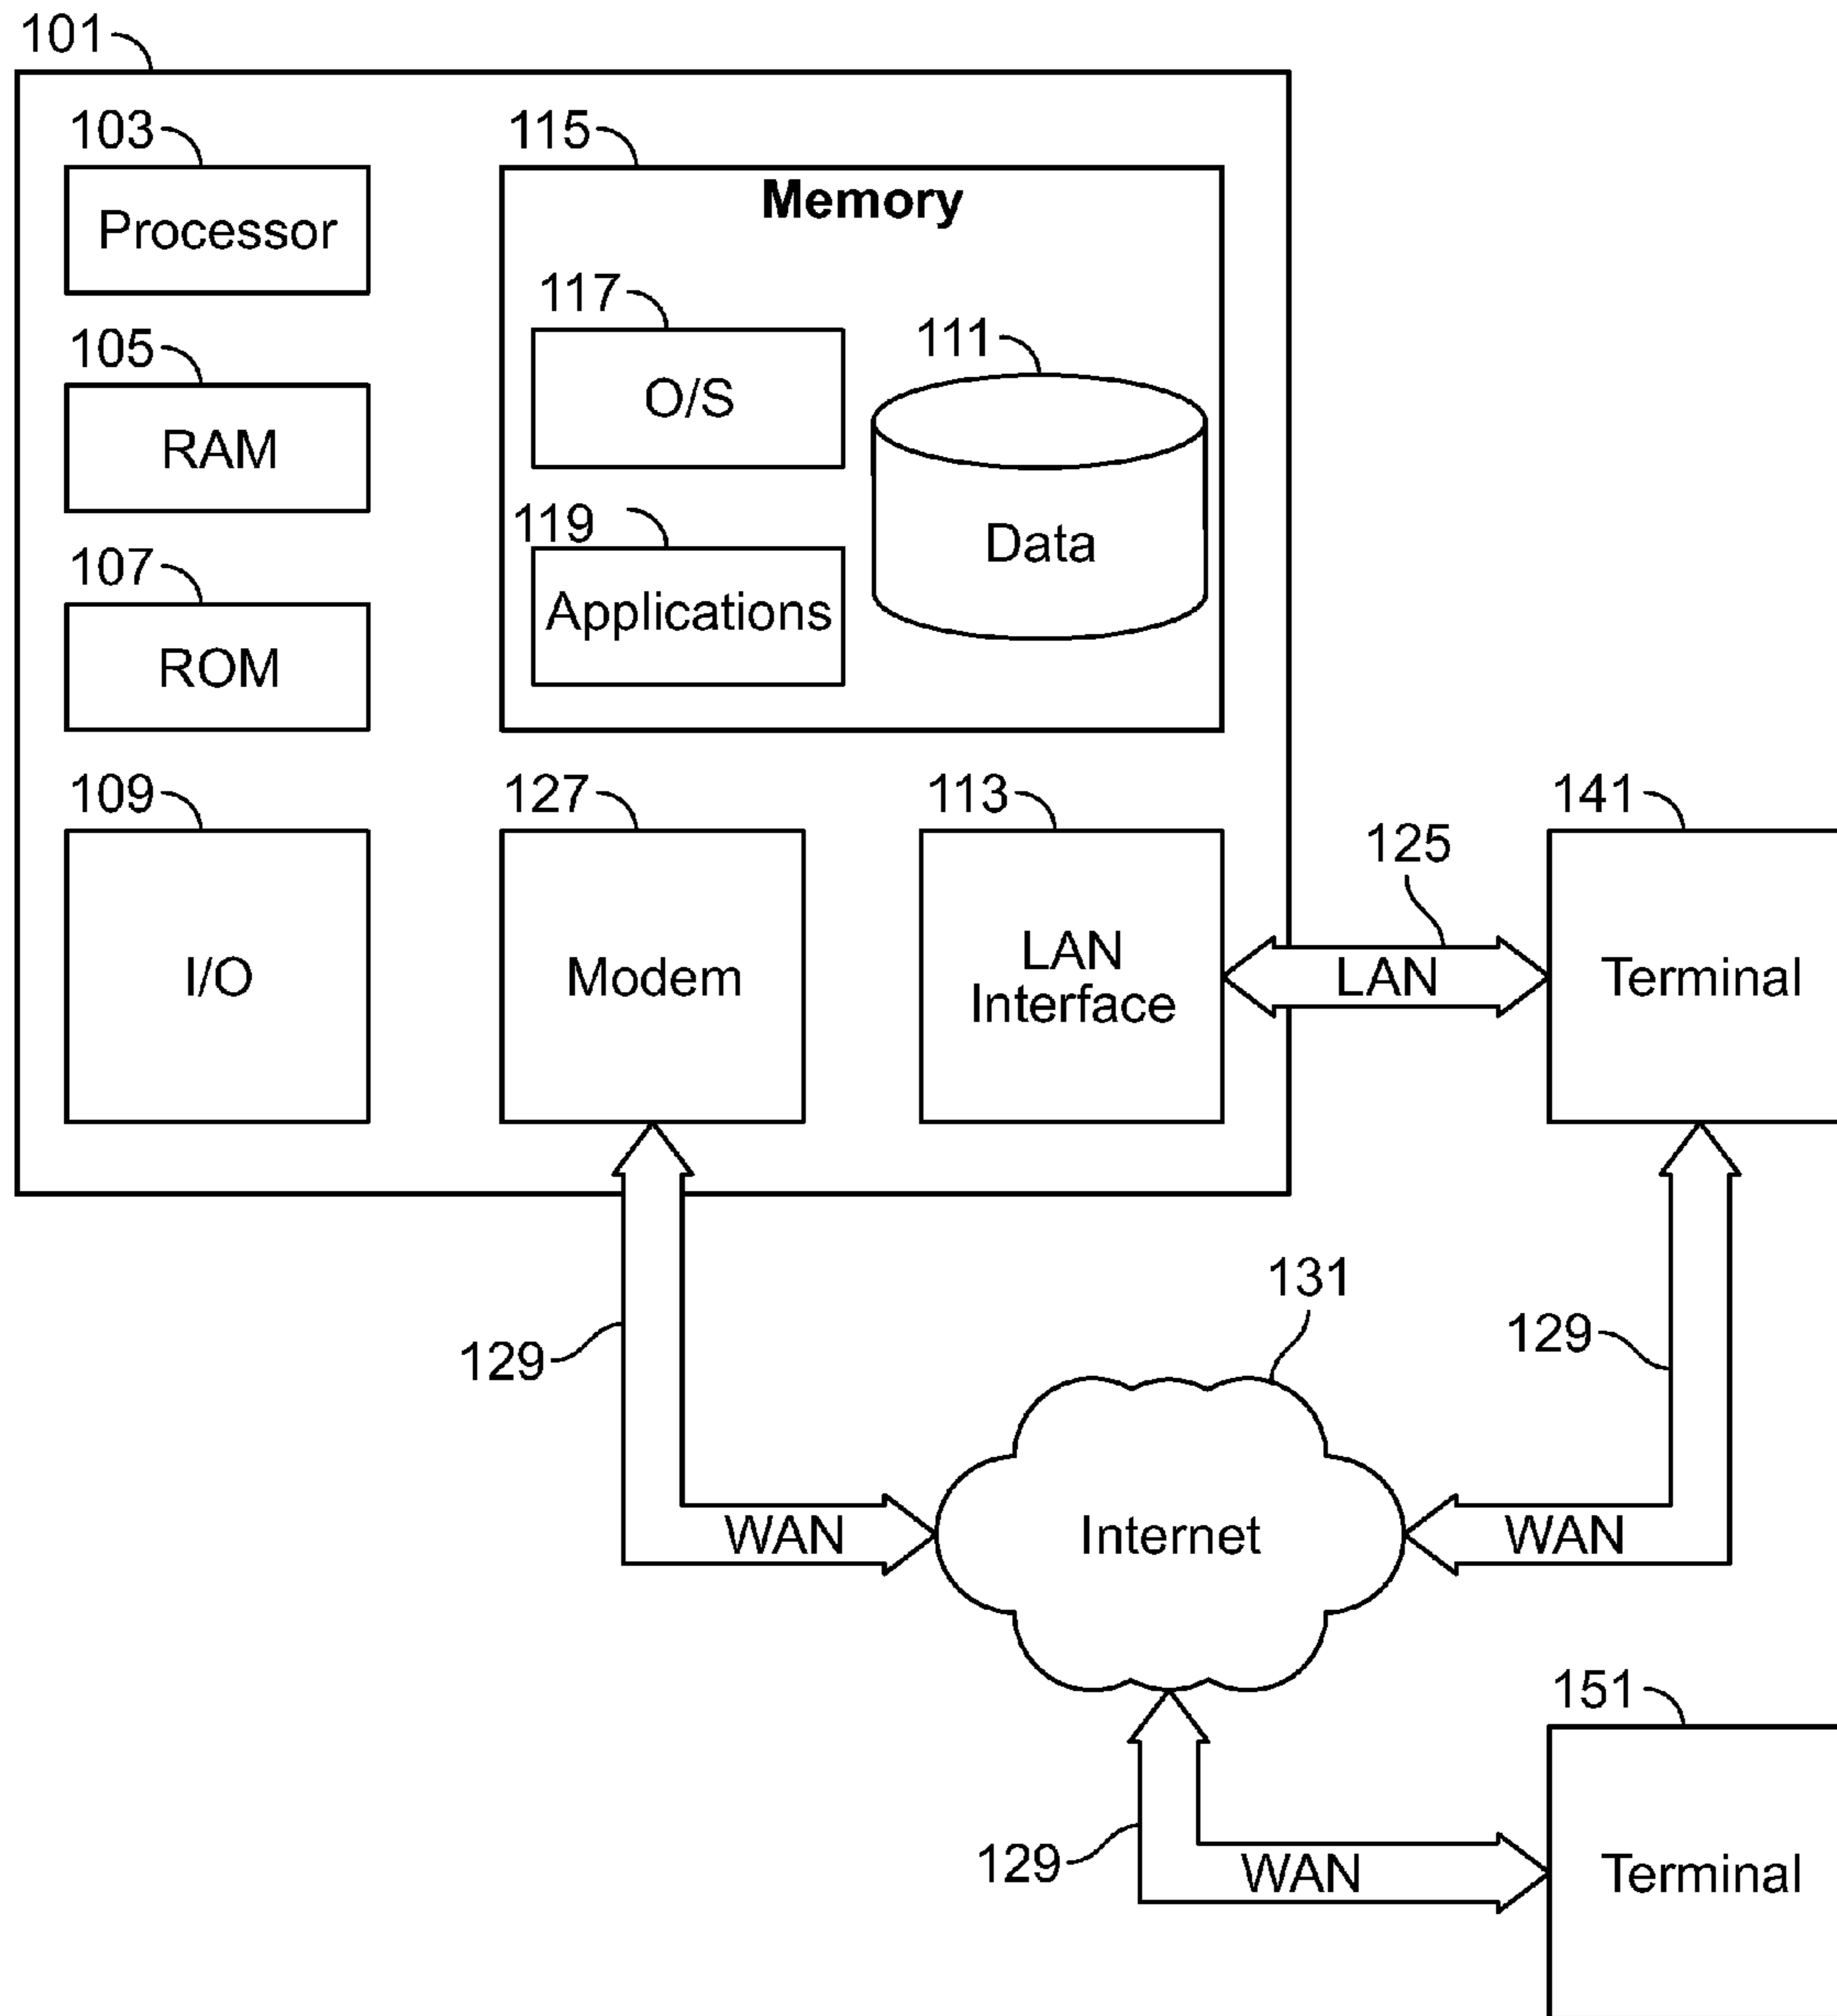 101
103
Processor
105
RAM
107
ROM
109
I/O
115
Memory
117
O/S
111
Data
119
Applications
127
Modem
113
LAN
Interface
125
LAN
141
Terminal
129
WAN
131
Internet
129
WAN
129
WAN
151
Terminal